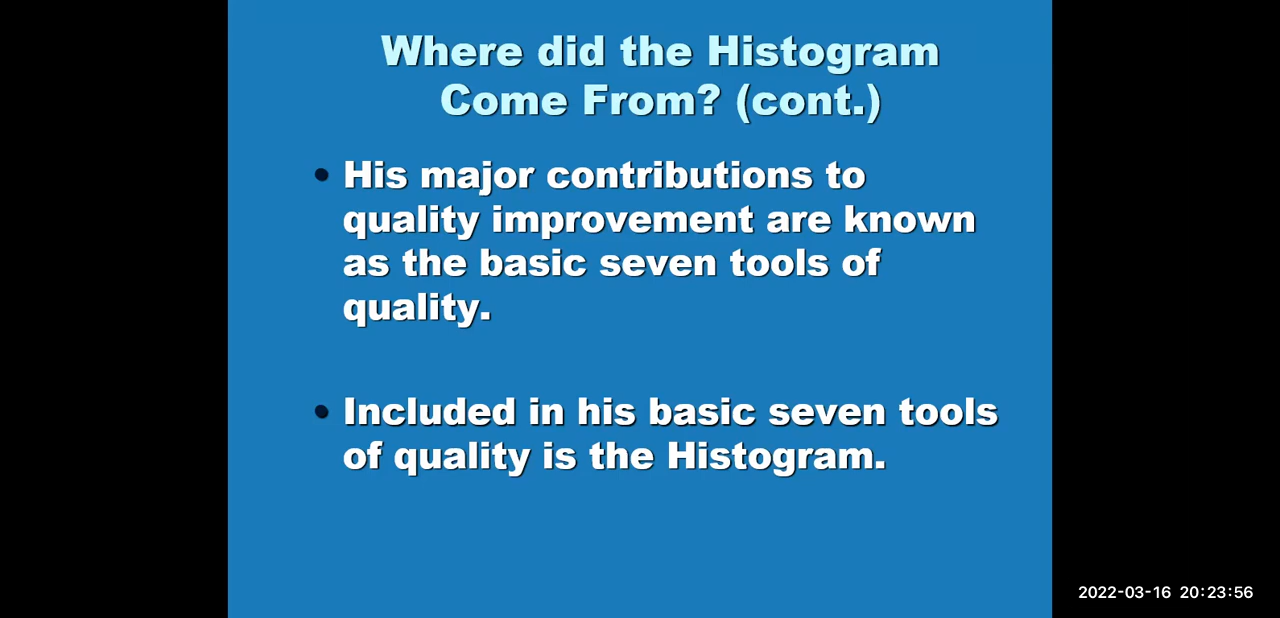 Where did the Histogram
Come From? (cont.)
• His major contributions to
quality improvement are known
as the basic seven tools of
quality.
• Included in his basic seven tools
of quality is the Histogram.
2022-03-16 20:23:56